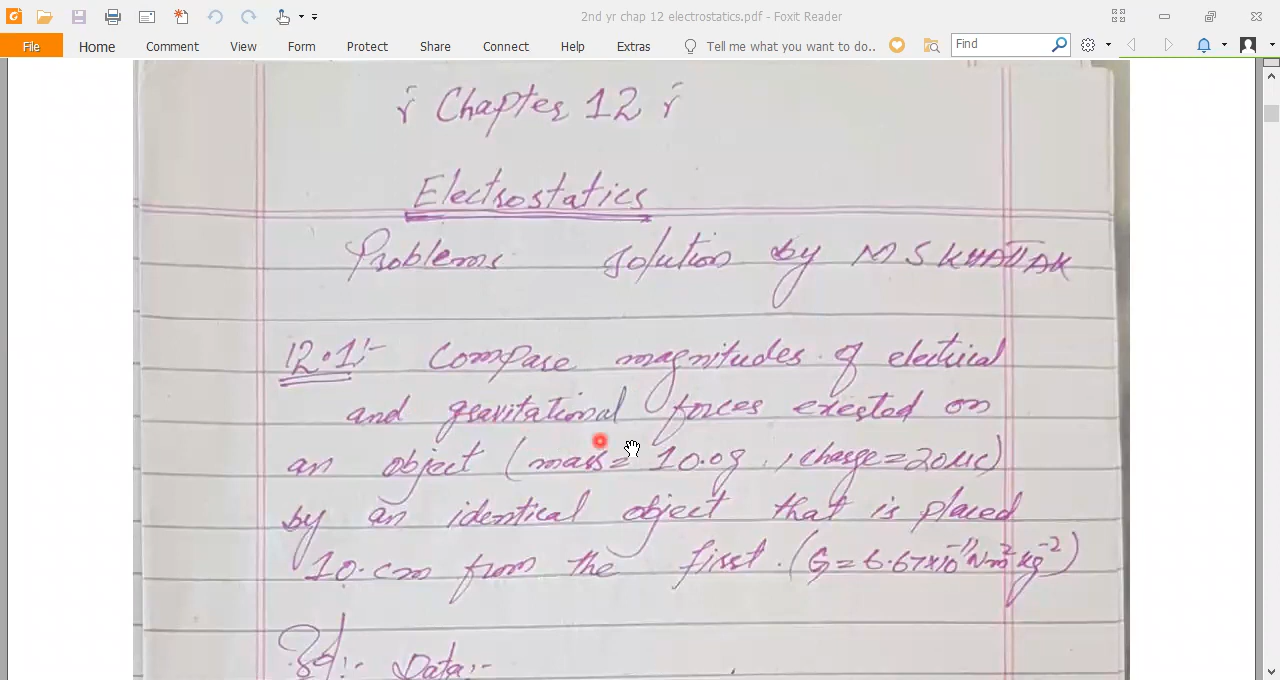 2nd yr chap 12 electrostatics.pdf - Foxit Reader
File Home Comment View Form Protect Share Connect Help Extras Tell me what you want to do.. Find
Chapter 12
Electrostatics
Problems solution by M S KHATTAK
12.1:- Compare magnitudes of electrical
and gravitational forces exerted on
an object (mass = 10.0g , charge = 20μc)
by an identical object that is placed
10.cm from the first. (G = 6.67×10⁻¹¹Nm² kg⁻²)
Sol:- Data:-